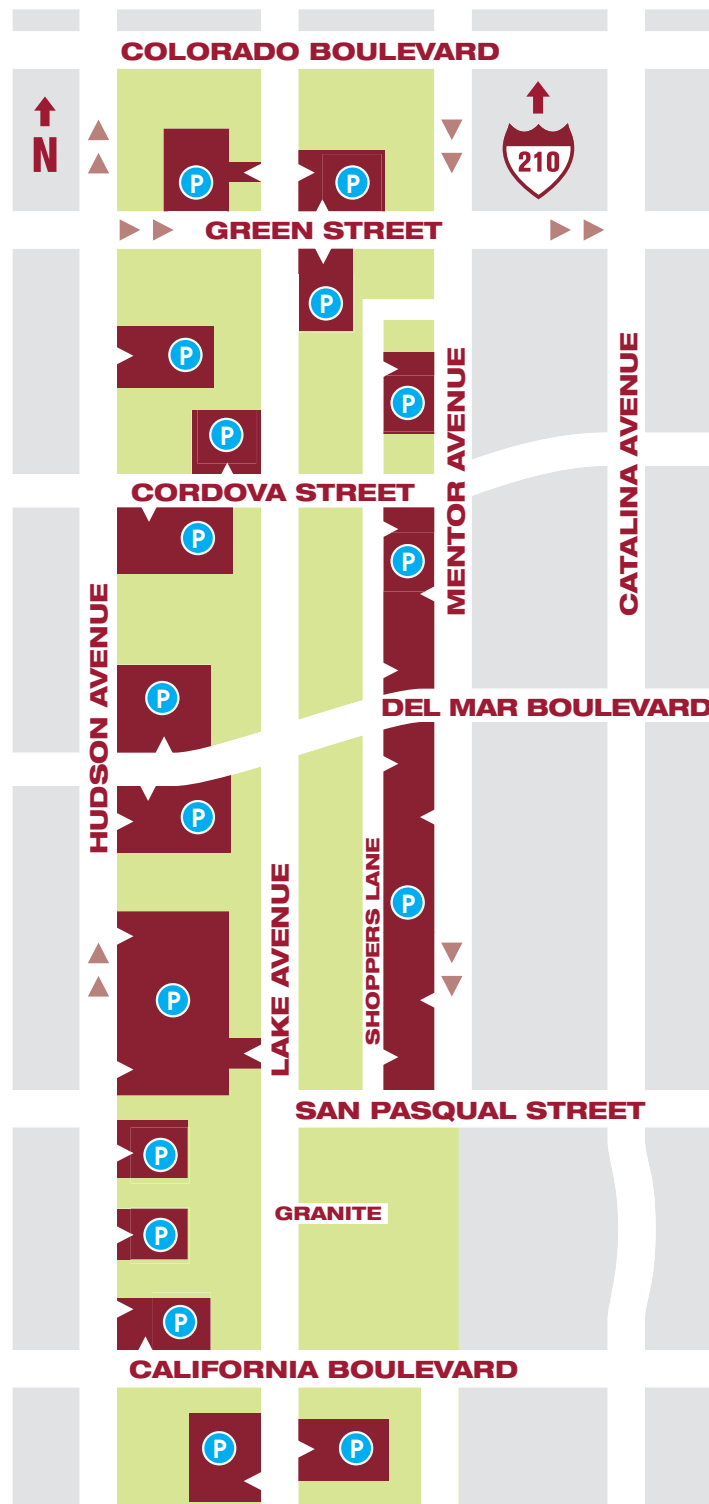 COLORADO BOULEVARD
N
P
P
210
GREEN STREET
P
P
P
P
MENTOR AVENUE
CATALINA AVENUE
CORDOVA STREET
P
P
HUDSON AVENUE
P
DEL MAR BOULEVARD
P
LAKE AVENUE
SHOPPERS LANE
P
P
SAN PASQUAL STREET
P
GRANITE
P
P
CALIFORNIA BOULEVARD
P
P